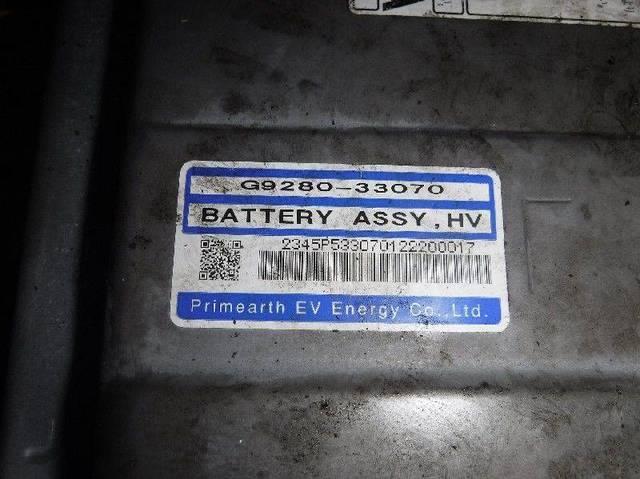 G9280-33070
BATTERY ASSY, HV
2345P533070122200017
Primearth EV Energy Co.,Ltd.